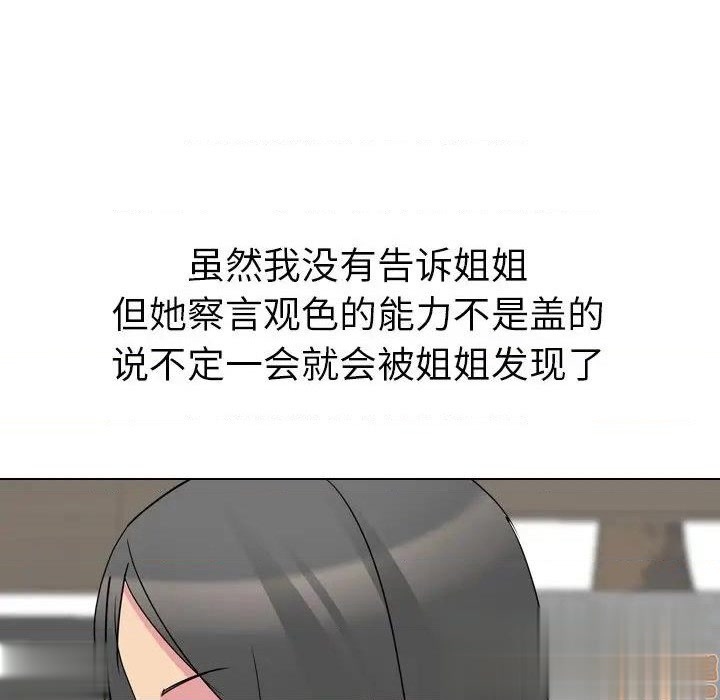 虽然我没有告诉姐姐
但她察言观色的能力不是盖的
说不定一会就会被姐姐发现了